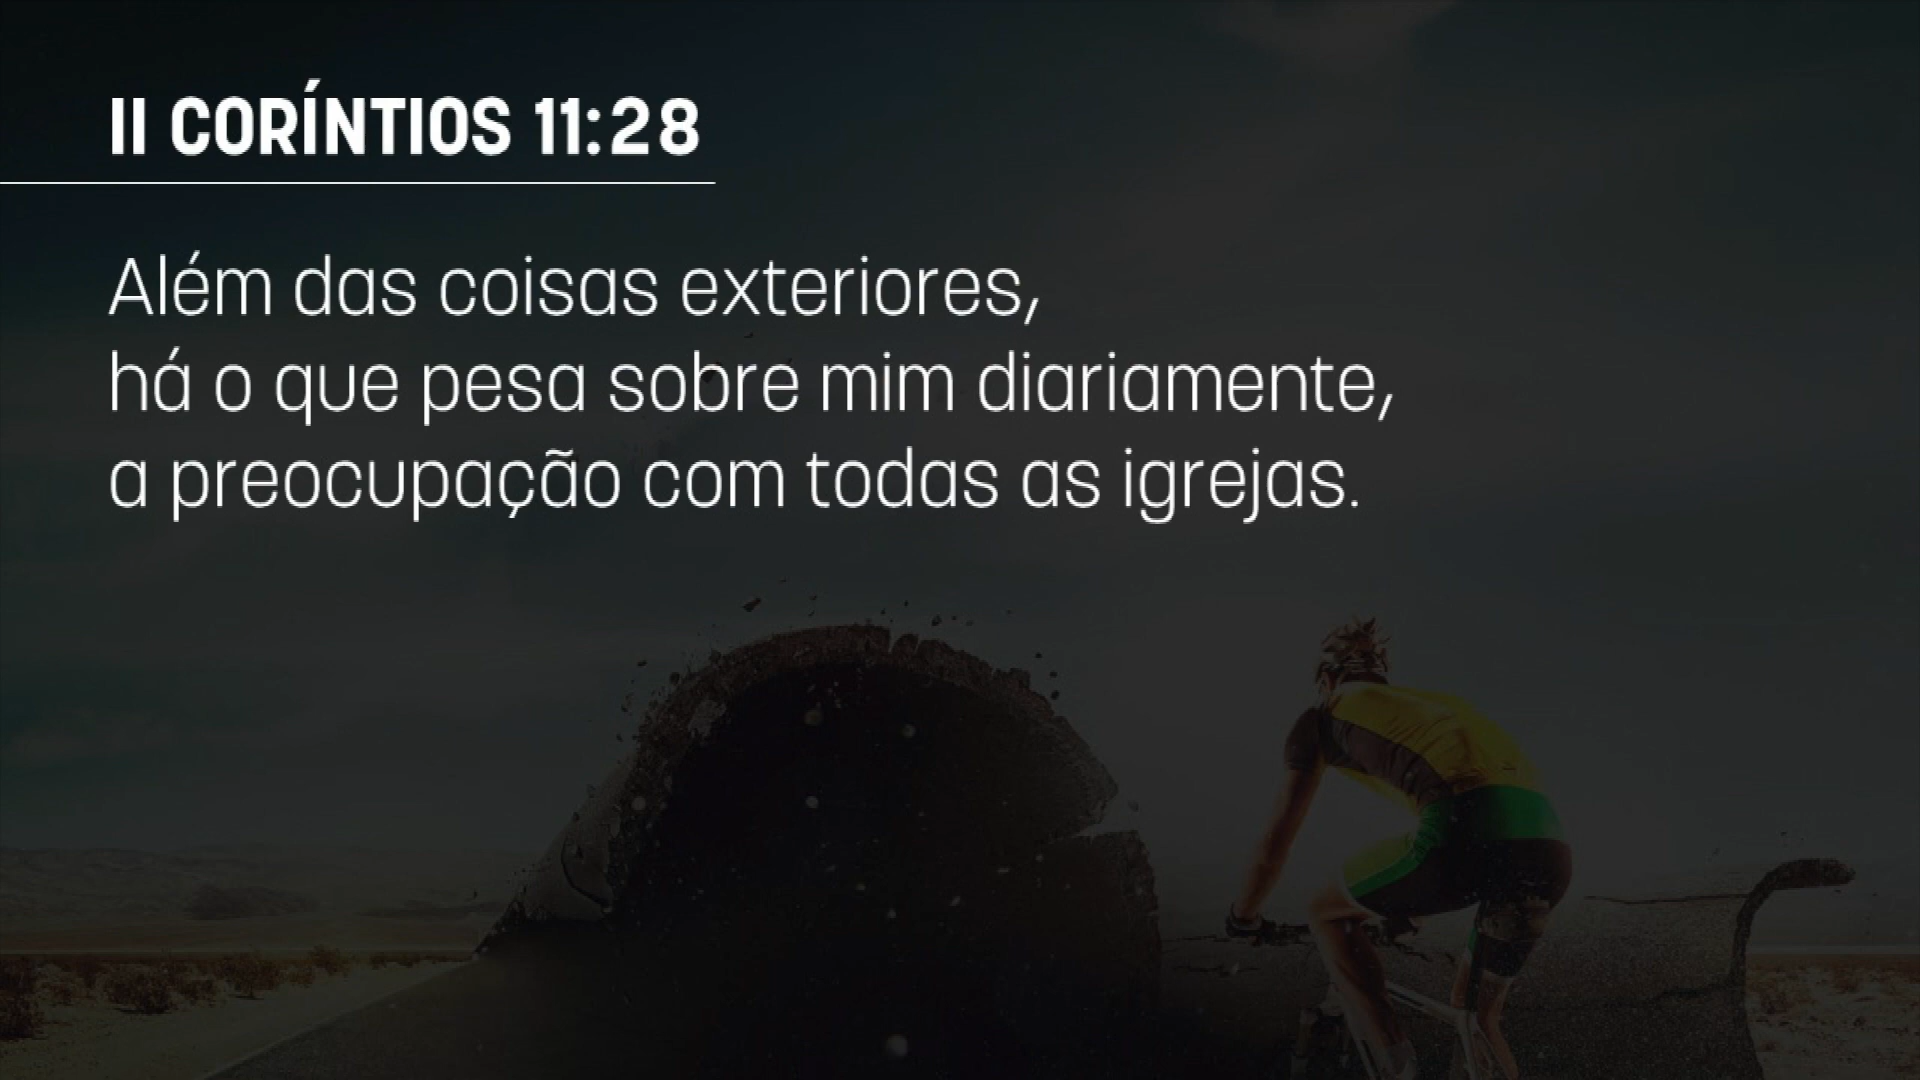 II CORÍNTIOS 11:28
Além das coisas exteriores,
há o que pesa sobre mim diariamente,
a preocupação com todas as igrejas.